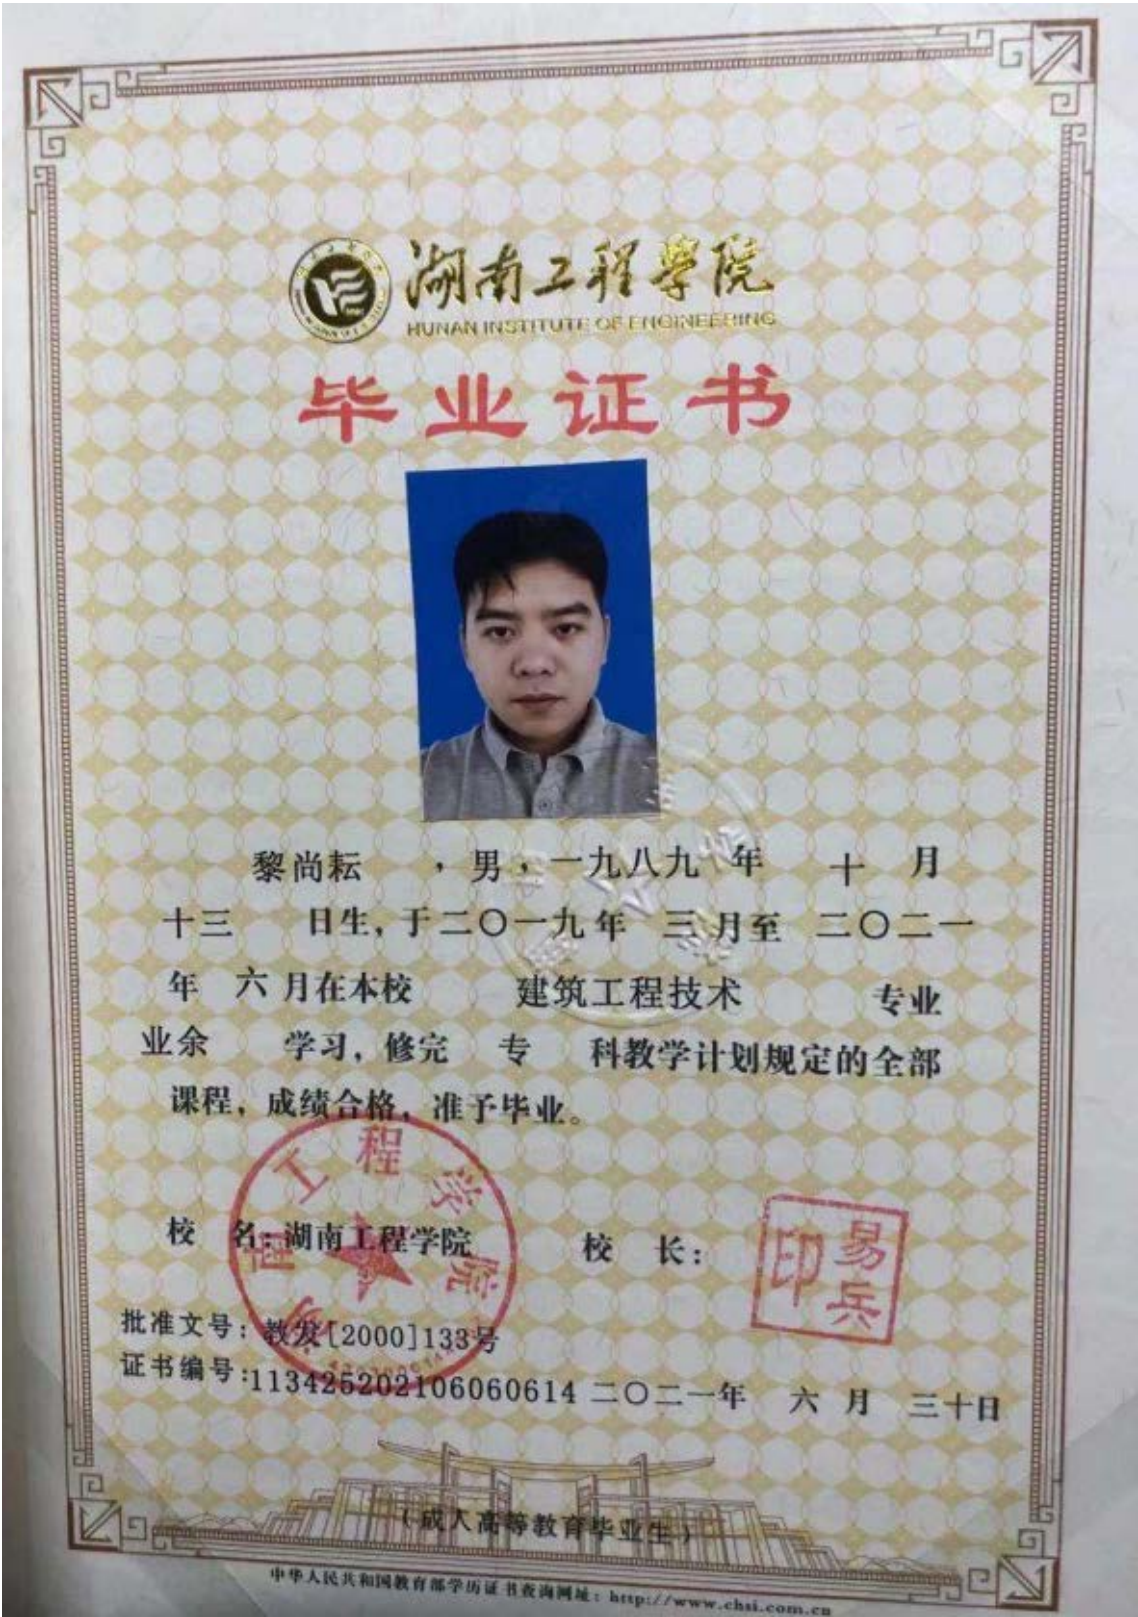 湖南工程学院
HUNAN INSTITUTE OF ENGINEERING
毕业证书
黎尚耘 ,男,一九八九年 十 月
十三 日生,于二〇一九年 三月至 二〇二一
年 六 月在本校 建筑工程技术 专业
业余 学习,修完 专 科教学计划规定的全部
课程,成绩合格,准予毕业。
湖南工程学院
校 名:湖南工程学院 校 长: 易兵印
批准文号:教发[2000]133号
证书编号:113425202106060614 二〇二一年 六 月 三十日
(成人高等教育毕业生)
中华人民共和国教育部学历证书查询网址:http://www.chsi.com.cn